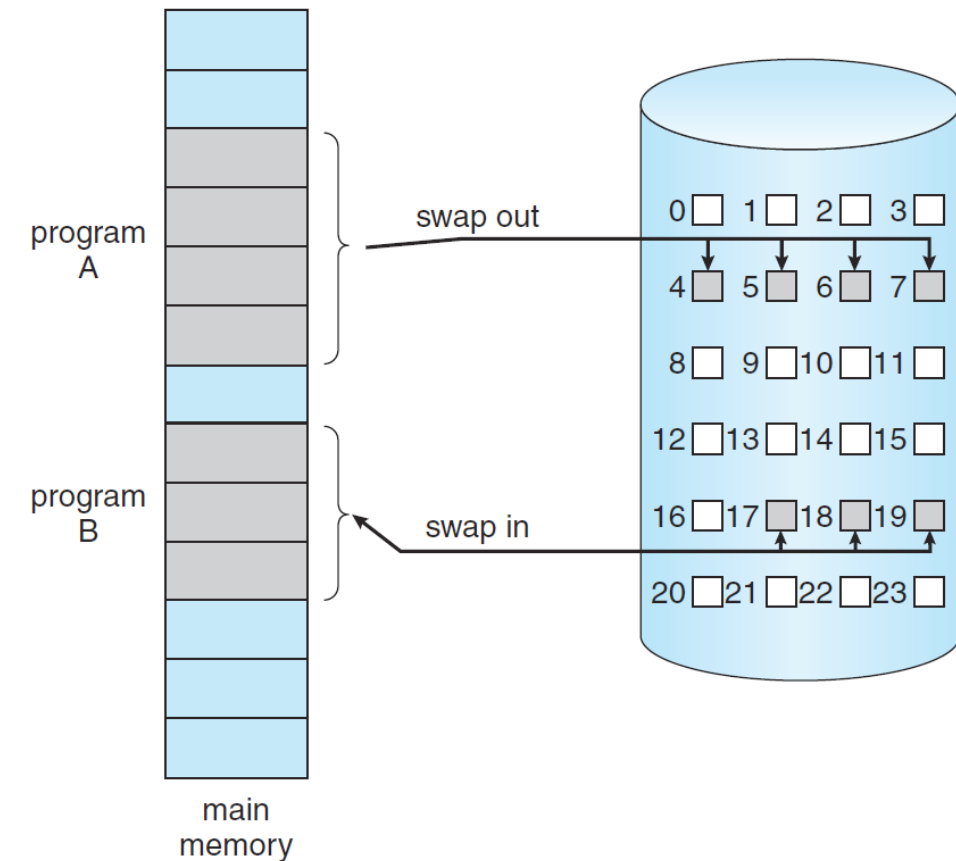 program
A
swap out
0 1 2 3
4 5 6 7
8 9 10 11
12 13 14 15
program
B
swap in
16 17 18 19
20 21 22 23
main
memory